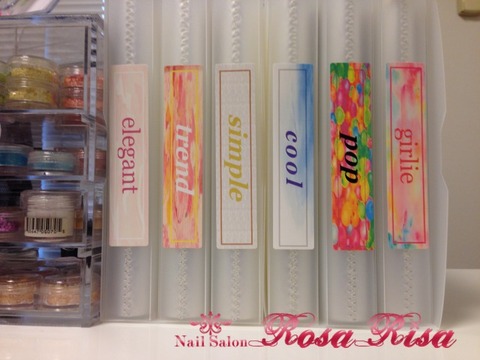 elegant
trend
simple
cool
pop
girlie
Nail Salon Rosa Risa